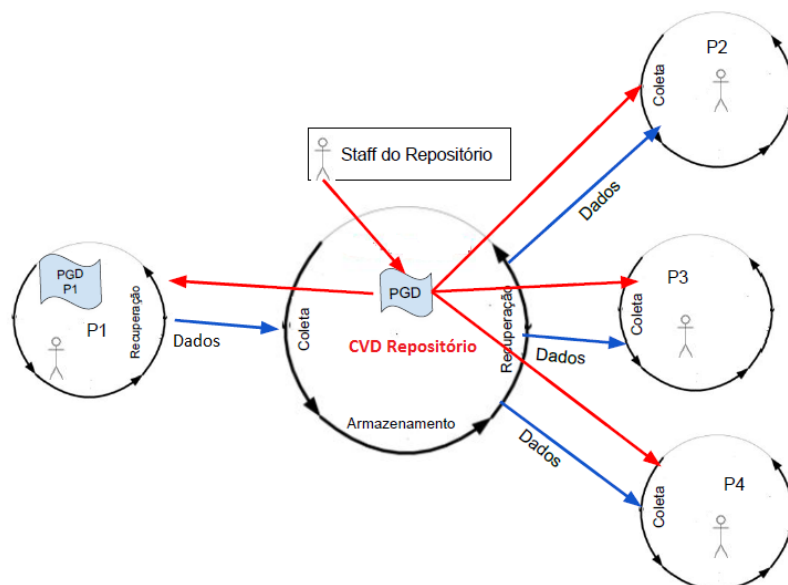 P2
Coleta
Staff do Repositório
Dados
PGD
P1
P1
Recuperação
Dados
PGD
Coleta
CVD Repositório
Recuperação
Armazenamento
P3
Coleta
Dados
Dados
P4
Coleta